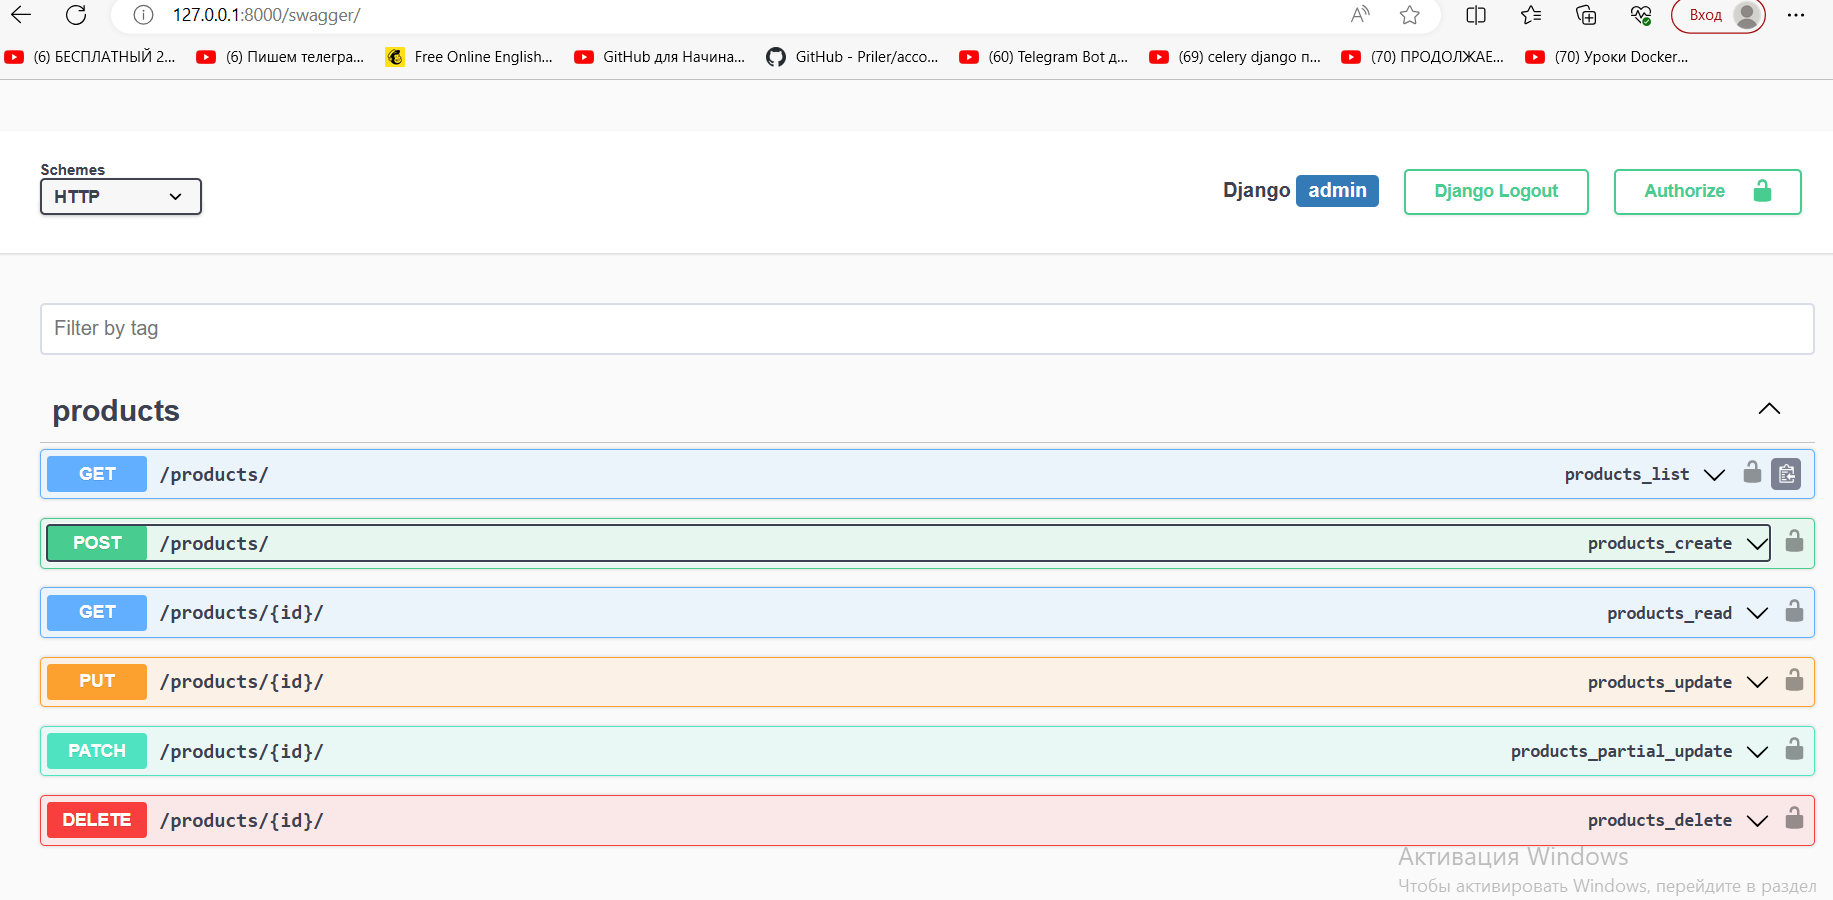 127.0.0.1:8000/swagger/
Вход
(6) БЕСПЛАТНЫЙ 2...
(6) Пишем телегра...
Free Online English...
GitHub для Начина...
GitHub - Priler/acco...
(60) Telegram Bot д...
(69) celery django п...
(70) ПРОДОЛЖАЕ...
(70) Уроки Docker...
Schemes
HTTP
Django admin
Django Logout
Authorize
Filter by tag
products
GET /products/ products_list
POST /products/ products_create
GET /products/{id}/ products_read
PUT /products/{id}/ products_update
PATCH /products/{id}/ products_partial_update
DELETE /products/{id}/ products_delete
Активация Windows
Чтобы активировать Windows, перейдите в раздел